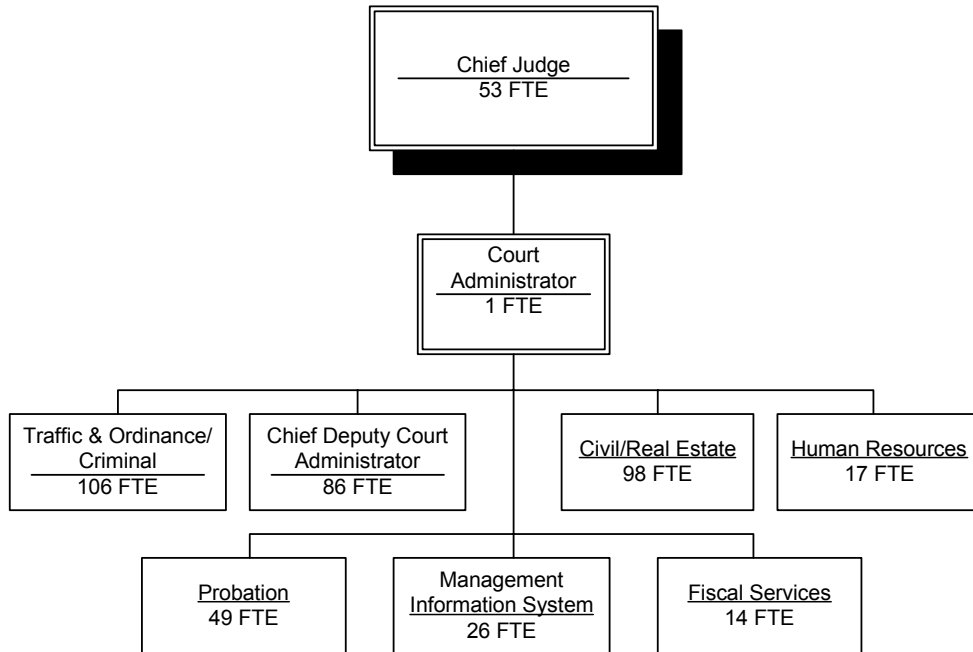 Chief Judge
53 FTE
Court
Administrator
1 FTE
Traffic & Ordinance/
Criminal
106 FTE
Chief Deputy Court
Administrator
86 FTE
Civil/Real Estate
98 FTE
Human Resources
17 FTE
Probation
49 FTE
Management
Information System
26 FTE
Fiscal Services
14 FTE